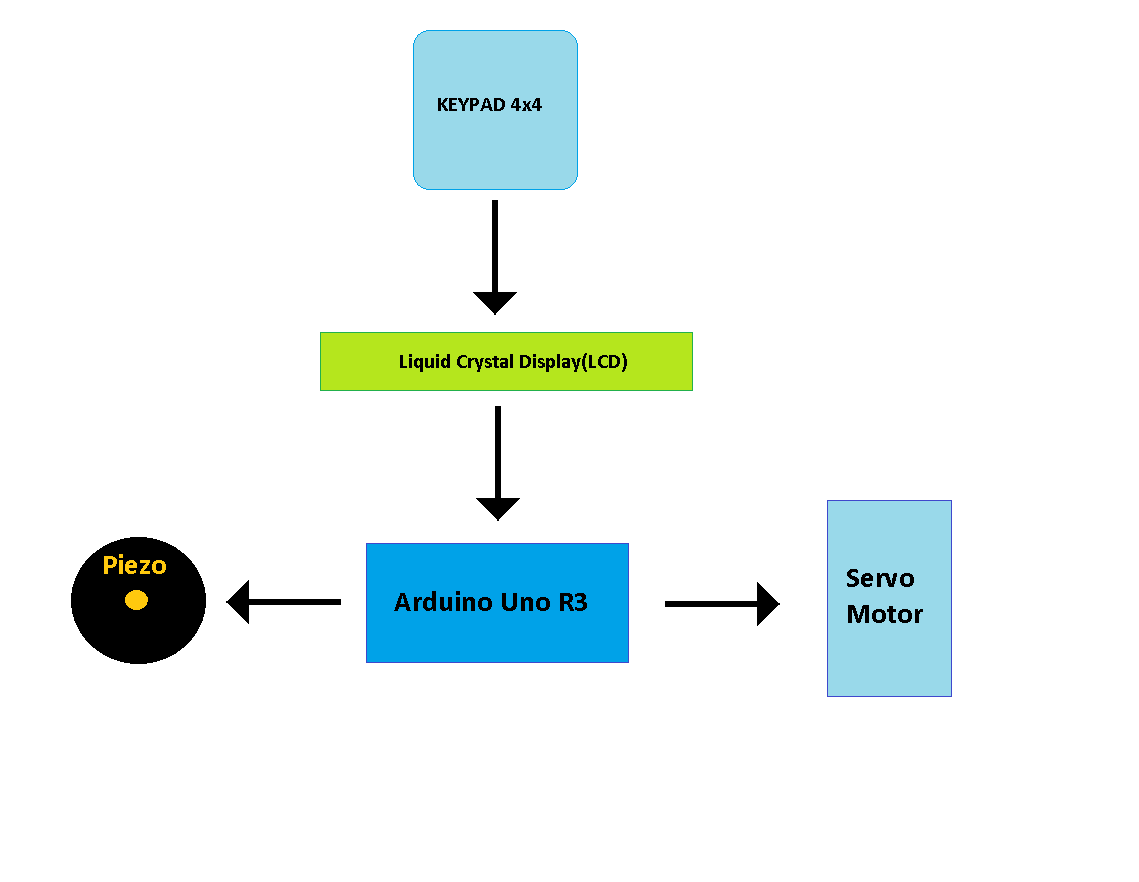 KEYPAD 4x4
Liquid Crystal Display(LCD)
Piezo
Arduino Uno R3
Servo
Motor